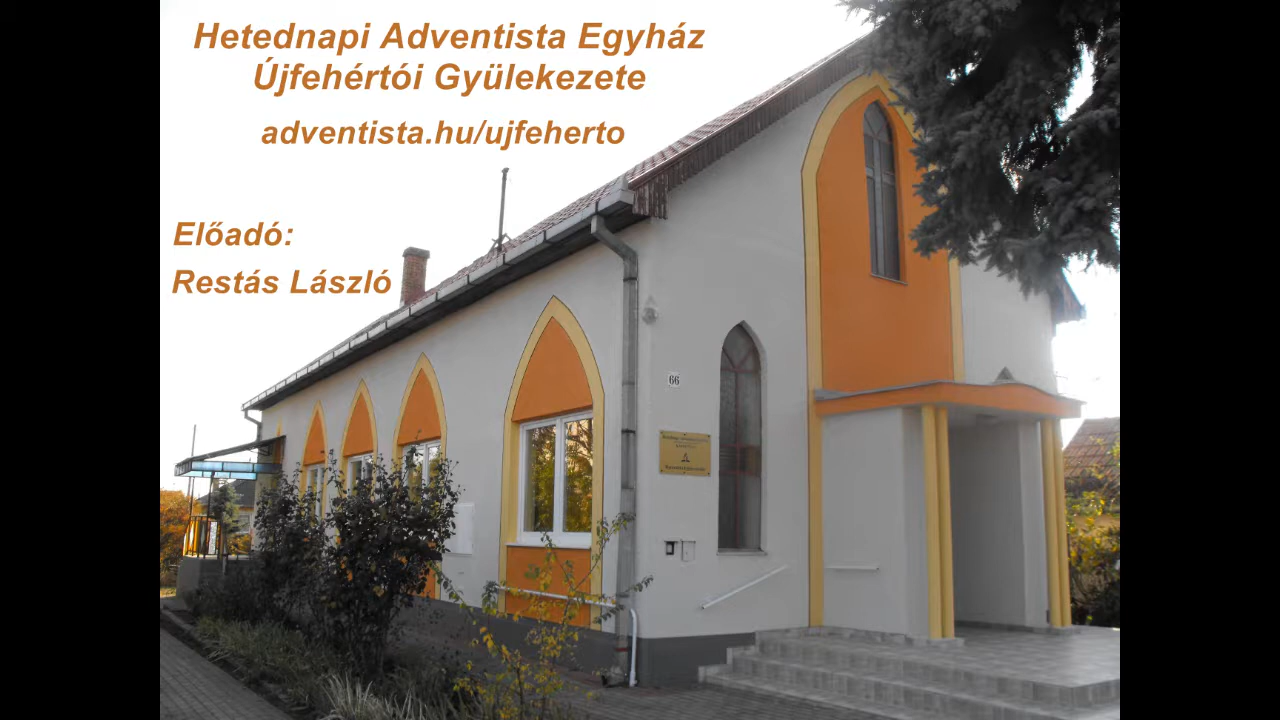 Hetednapi Adventista Egyház
Újfehértói Gyülekezete
adventista.hu/ujfeherto
Előadó:
Restás László
66